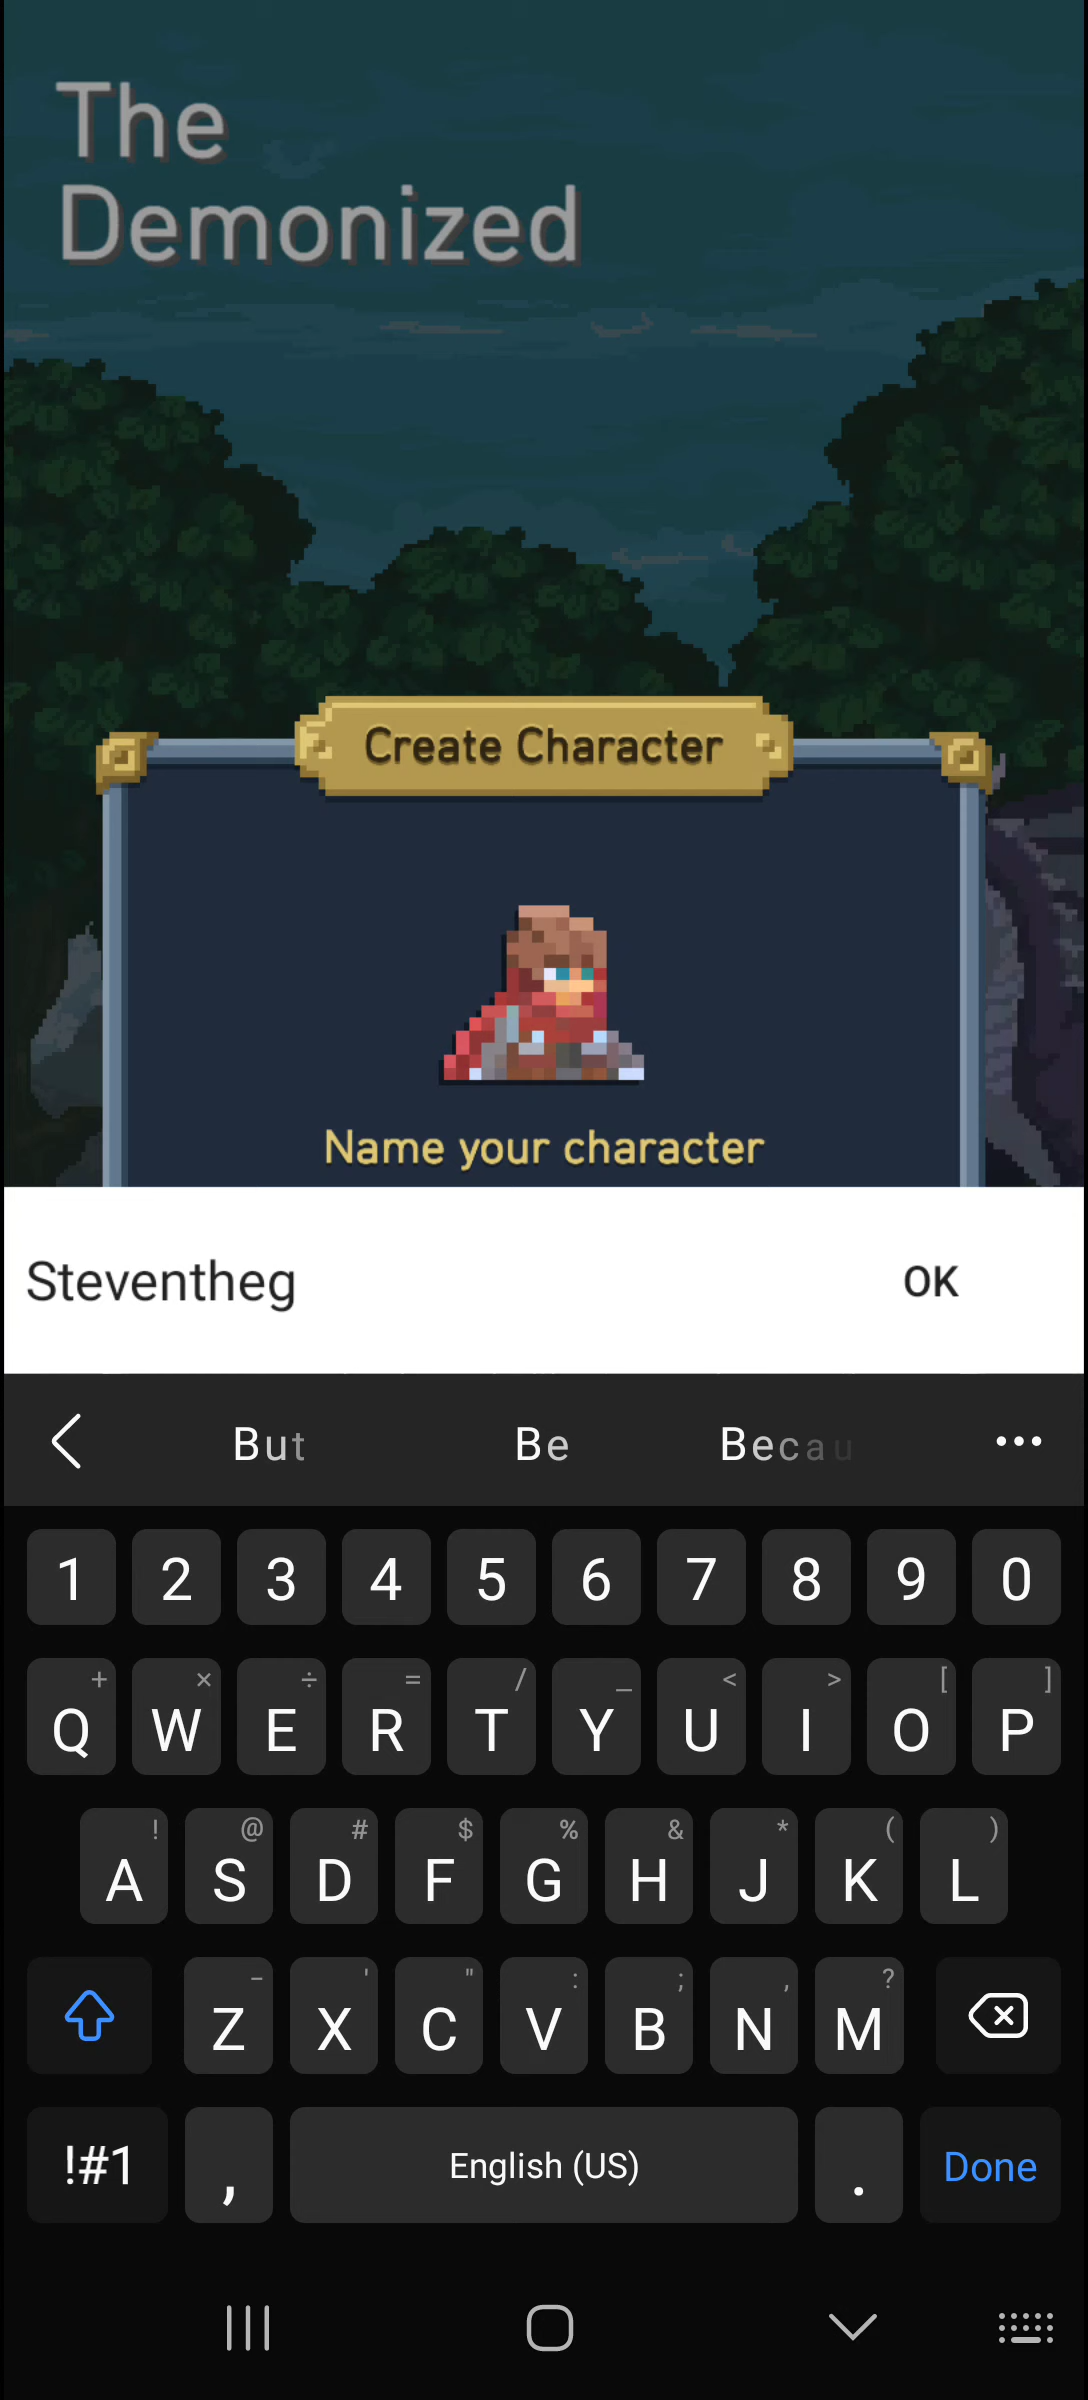 The
Demonized
Create Character
Name your character
Steventheg
OK
But Be Becau
1 2 3 4 5 6 7 8 9 0
+ × ÷ = / _ < > [ ]
Q W E R T Y U I O P
! @ # $ % & * ( )
A S D F G H J K L
- ' " : ; , ?
Z X C V B N M
!#1 , English (US) . Done